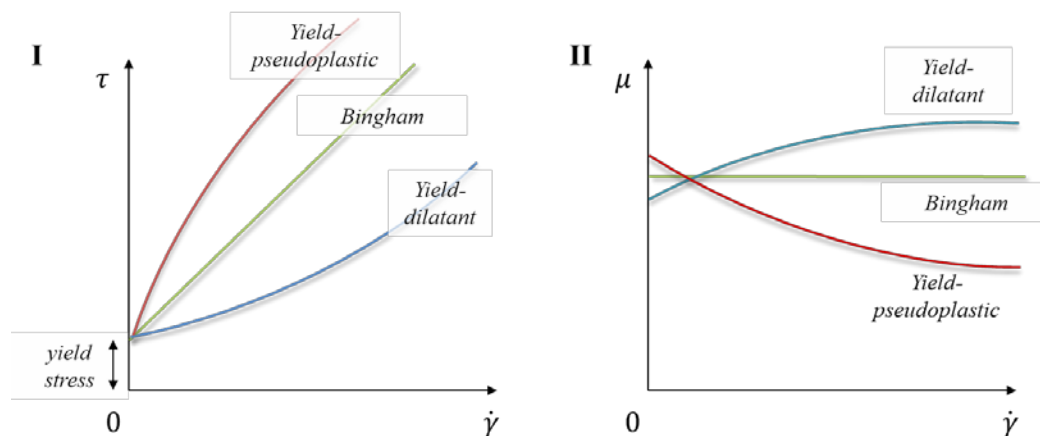 I
τ
Yield-
pseudoplastic
Bingham
Yield-
dilatant
yield
stress
0
γ̇
II
μ
Yield-
dilatant
Bingham
Yield-
pseudoplastic
0
γ̇